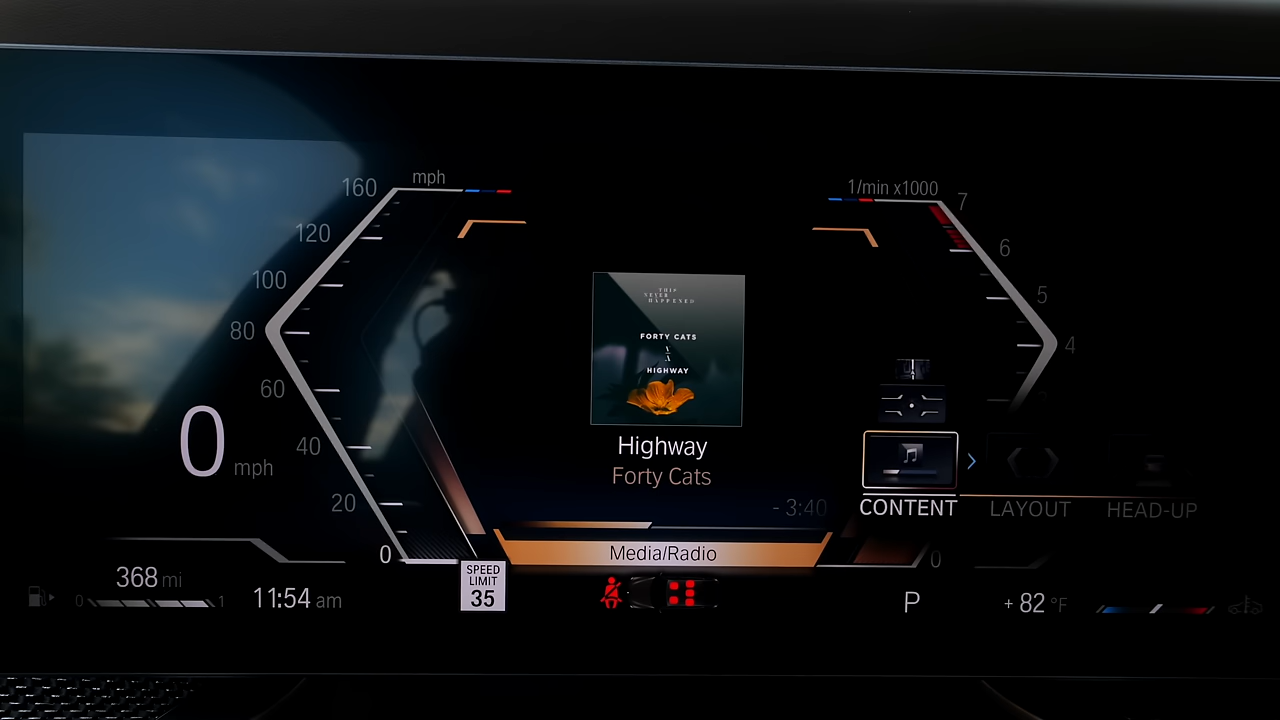 160
mph
120
100
80
60
40
20
0
0 mph
1/min x1000
7
6
5
4
0
THIS
NEVER
HAPPENED
FORTY CATS
HIGHWAY
Highway
Forty Cats
- 3:40
Media/Radio
CONTENT
LAYOUT
HEAD-UP
368 mi
0
1
11:54 am
SPEED
LIMIT
35
P
+ 82 °F